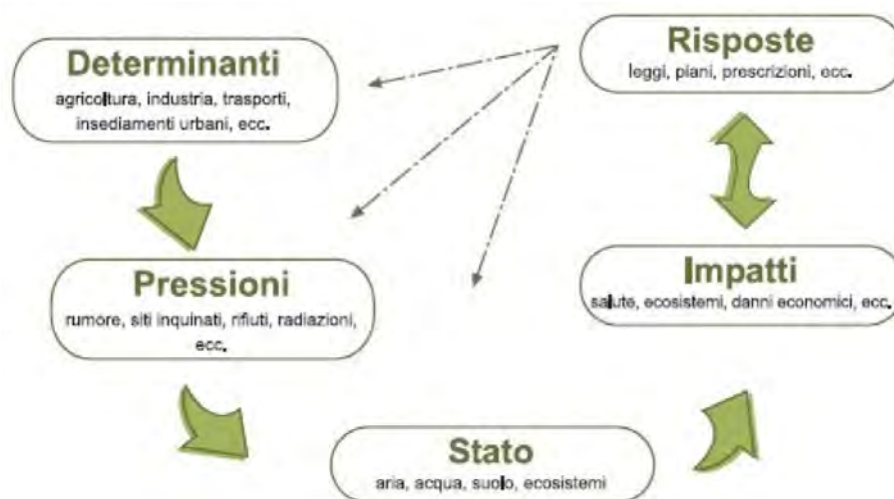 Determinanti
agricoltura, industria, trasporti,
insediamenti urbani, ecc.
Risposte
leggi, piani, prescrizioni, ecc.
Pressioni
rumore, siti inquinati, rifiuti, radiazioni,
ecc.
Impatti
salute, ecosistemi, danni economici, ecc.
Stato
aria, acqua, suolo, ecosistemi